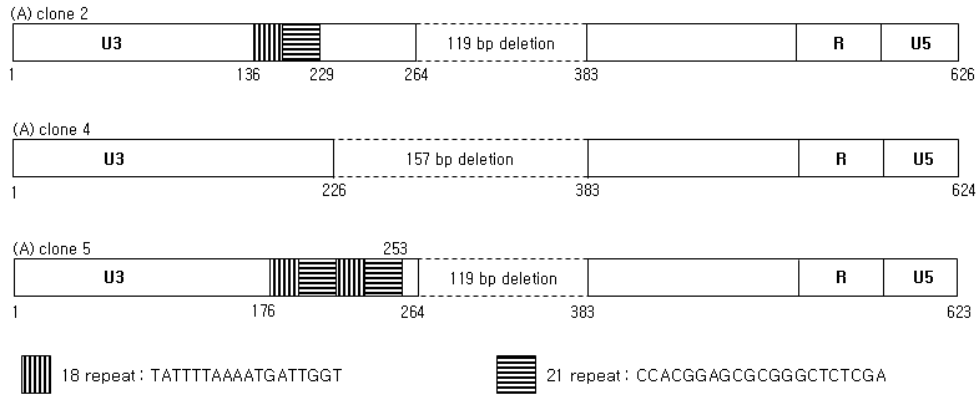 (A) clone 2
U3 119 bp deletion R U5
1 136 229 264 383 626
(A) clone 4
U3 157 bp deletion R U5
1 226 383 624
(A) clone 5 253
U3 119 bp deletion R U5
1 176 264 383 623
18 repeat : TATTTTAAAATGATTGGT 21 repeat : CCACGGAGCGCGGGCTCTCGA